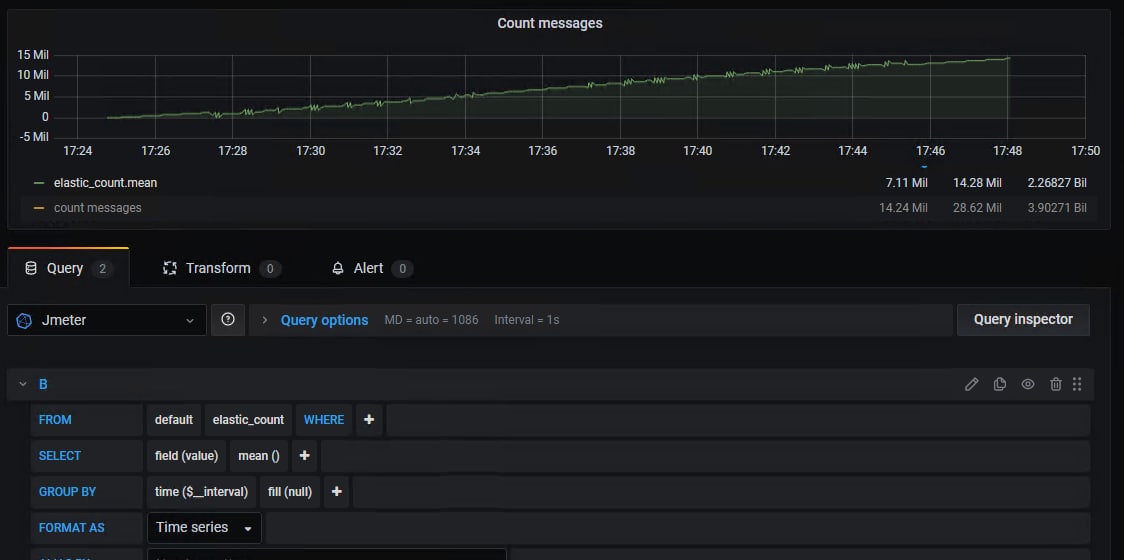 Count messages
15 Mil
10 Mil
5 Mil
0
-5 Mil
17:24 17:26 17:28 17:30 17:32 17:34 17:36 17:38 17:40 17:42 17:44 17:46 17:48 17:50
elastic_count.mean 7.11 Mil 14.28 Mil 2.26827 Bil
count messages 14.24 Mil 28.62 Mil 3.90271 Bil
Query 2 Transform 0 Alert 0
Jmeter Query options MD = auto = 1086 Interval = 1s Query inspector
B
FROM default elastic_count WHERE +
SELECT field (value) mean () +
GROUP BY time ($__interval) fill (null) +
FORMAT AS Time series